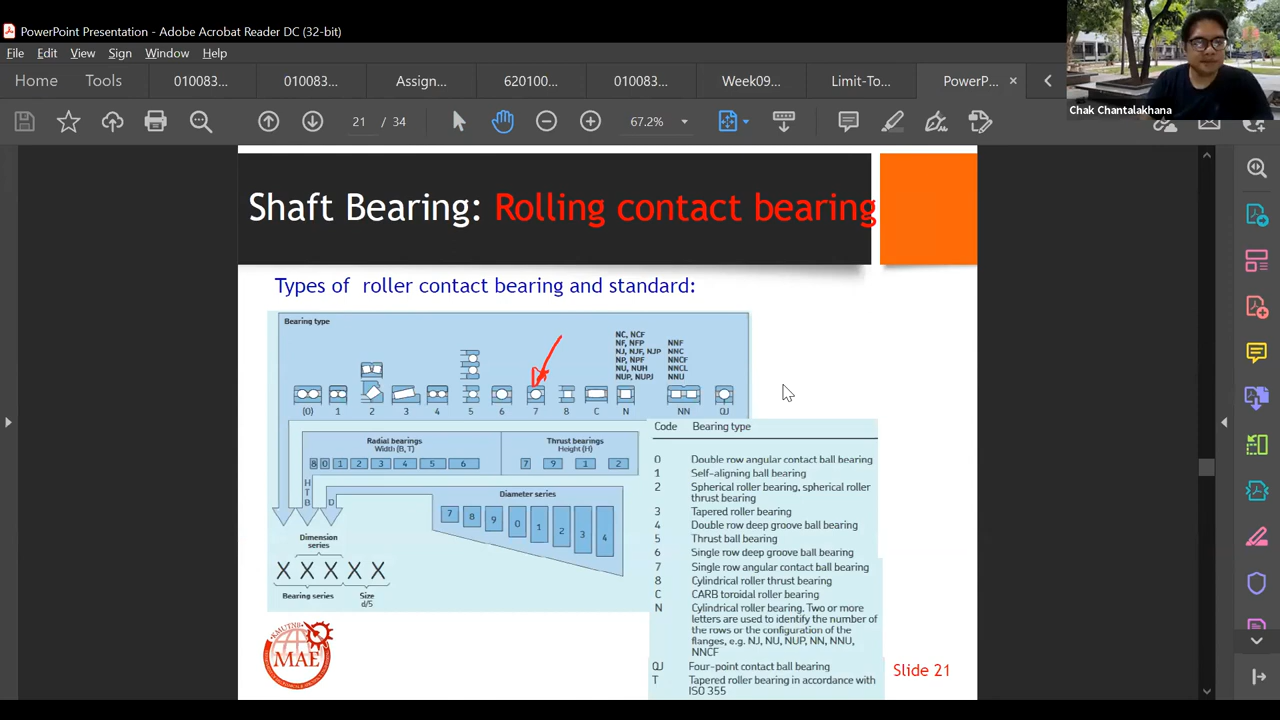 PowerPoint Presentation - Adobe Acrobat Reader DC (32-bit)
File Edit View Sign Window Help
Home Tools 010083... 010083... Assign... 620100... 010083... Week09... Limit-To... PowerP...
21 / 34 67.2%
Chak Chantalakhana
Shaft Bearing: Rolling contact bearing
Types of roller contact bearing and standard:
Bearing type
NC, NCF
NF, NFP
NJ, NJF, NJP
NP, NPF
NU, NUH
NUP, NUPJ
NNF
NNC
NNCF
NNCL
NNU
(0) 1 2 3 4 5 6 7 8 C N NN QJ
Radial bearings
Width (B, T)
8 0 1 2 3 4 5 6
Thrust bearings
Height (H)
7 9 1 2
H
T
B
D
Diameter series
7 8 9 0 1 2 3 4
Dimension
series
X X X X X
Bearing series
Size
d/5
Code Bearing type
0 Double row angular contact ball bearing
1 Self-aligning ball bearing
2 Spherical roller bearing, spherical roller
thrust bearing
3 Tapered roller bearing
4 Double row deep groove ball bearing
5 Thrust ball bearing
6 Single row deep groove ball bearing
7 Single row angular contact ball bearing
8 Cylindrical roller thrust bearing
C CARB toroidal roller bearing
N Cylindrical roller bearing. Two or more
letters are used to identify the number of
the rows or the configuration of the
flanges, e.g. NJ, NU, NUP, NN, NNU,
NNCF
QJ Four-point contact ball bearing
T Tapered roller bearing in accordance with
ISO 355
KMUTNB
MAE
Slide 21